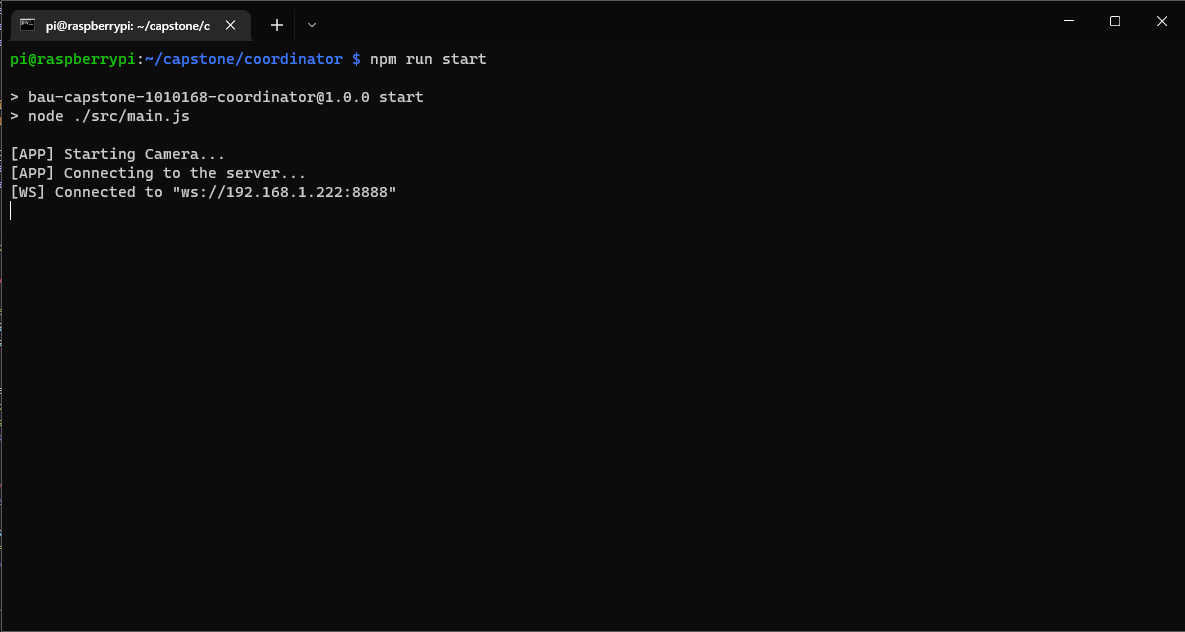 pi@raspberrypi: ~/capstone/c
pi@raspberrypi:~/capstone/coordinator $ npm run start
> bau-capstone-1010168-coordinator@1.0.0 start
> node ./src/main.js
[APP] Starting Camera...
[APP] Connecting to the server...
[WS] Connected to "ws://192.168.1.222:8888"